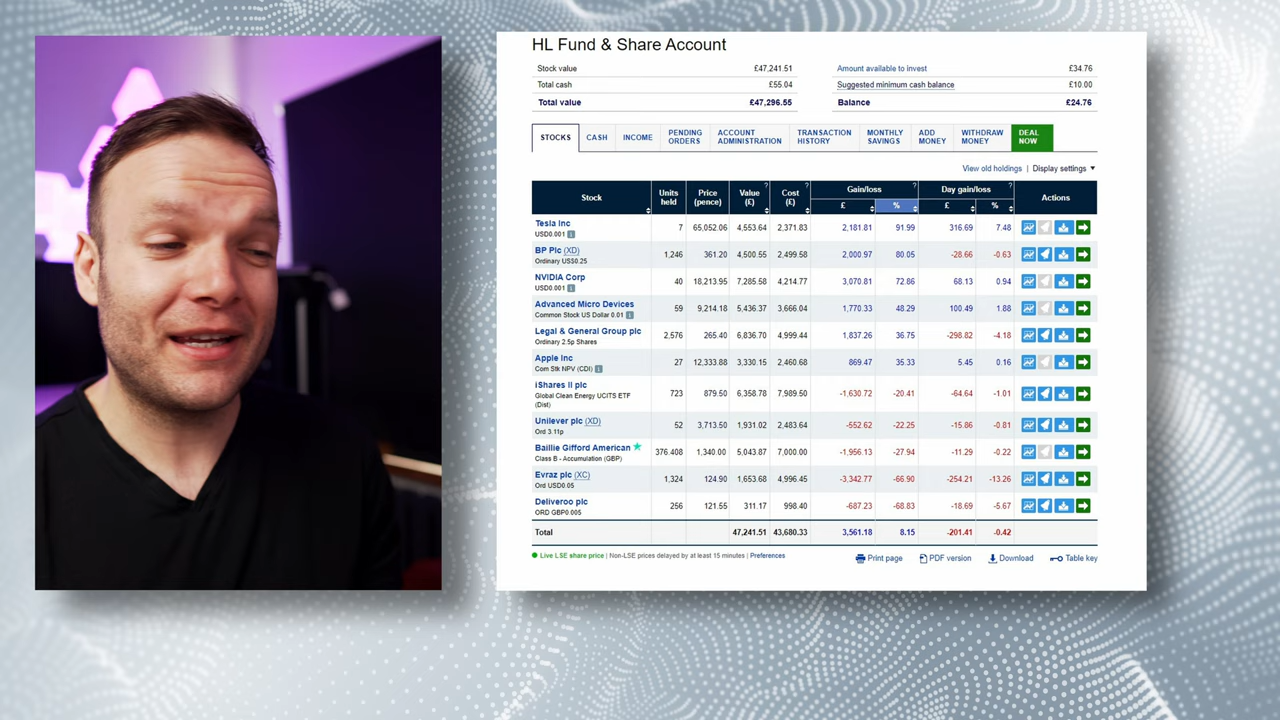 HL Fund & Share Account
Stock value £47,241.51 Amount available to invest £34.76
Total cash £55.04 Suggested minimum cash balance £10.00
Total value £47,296.55 Balance £24.76
STOCKS CASH INCOME PENDING ORDERS ACCOUNT ADMINISTRATION TRANSACTION HISTORY MONTHLY SAVINGS ADD MONEY WITHDRAW MONEY DEAL NOW
View old holdings | Display settings
Stock Units held Price (pence) Value (£) ? Cost (£) ? Gain/loss ? Day gain/loss ? Actions
£ % £ %
Tesla Inc
USD0.001 7 65,052.06 4,553.64 2,371.83 2,181.81 91.99 316.69 7.48
BP Plc (XD)
Ordinary US$0.25 1,246 361.20 4,500.55 2,499.58 2,000.97 80.05 -28.66 -0.63
NVIDIA Corp
USD0.001 40 18,213.95 7,285.58 4,214.77 3,070.81 72.86 68.13 0.94
Advanced Micro Devices
Common Stock US Dollar 0.01 59 9,214.18 5,436.37 3,666.04 1,770.33 48.29 100.49 1.88
Legal & General Group plc
Ordinary 2.5p Shares 2,576 265.40 6,836.70 4,999.44 1,837.26 36.75 -298.82 -4.18
Apple Inc
Com Stk NPV (CDI) 27 12,333.88 3,330.15 2,460.68 869.47 35.33 5.45 0.16
iShares II plc
Global Clean Energy UCITS ETF
(Dist) 723 879.50 6,358.78 7,989.50 -1,630.72 -20.41 -64.64 -1.01
Unilever plc (XD)
Ord 3.11p 52 3,713.50 1,931.02 2,483.64 -552.62 -22.25 -15.86 -0.81
Baillie Gifford American
Class B - Accumulation (GBP) 376.408 1,340.00 5,043.87 7,000.00 -1,956.13 -27.94 -11.29 -0.22
Evraz plc (XC)
Ord USD0.05 1,324 124.90 1,653.68 4,996.45 -3,342.77 -66.90 -254.21 -13.26
Deliveroo plc
ORD GBP0.005 256 121.55 311.17 998.40 -687.23 -68.83 -18.69 -5.67
Total 47,241.51 43,680.33 3,561.18 8.15 -201.41 -0.42
Live LSE share price | Non-LSE prices delayed by at least 15 minutes | Preferences
Print page PDF version Download Table key